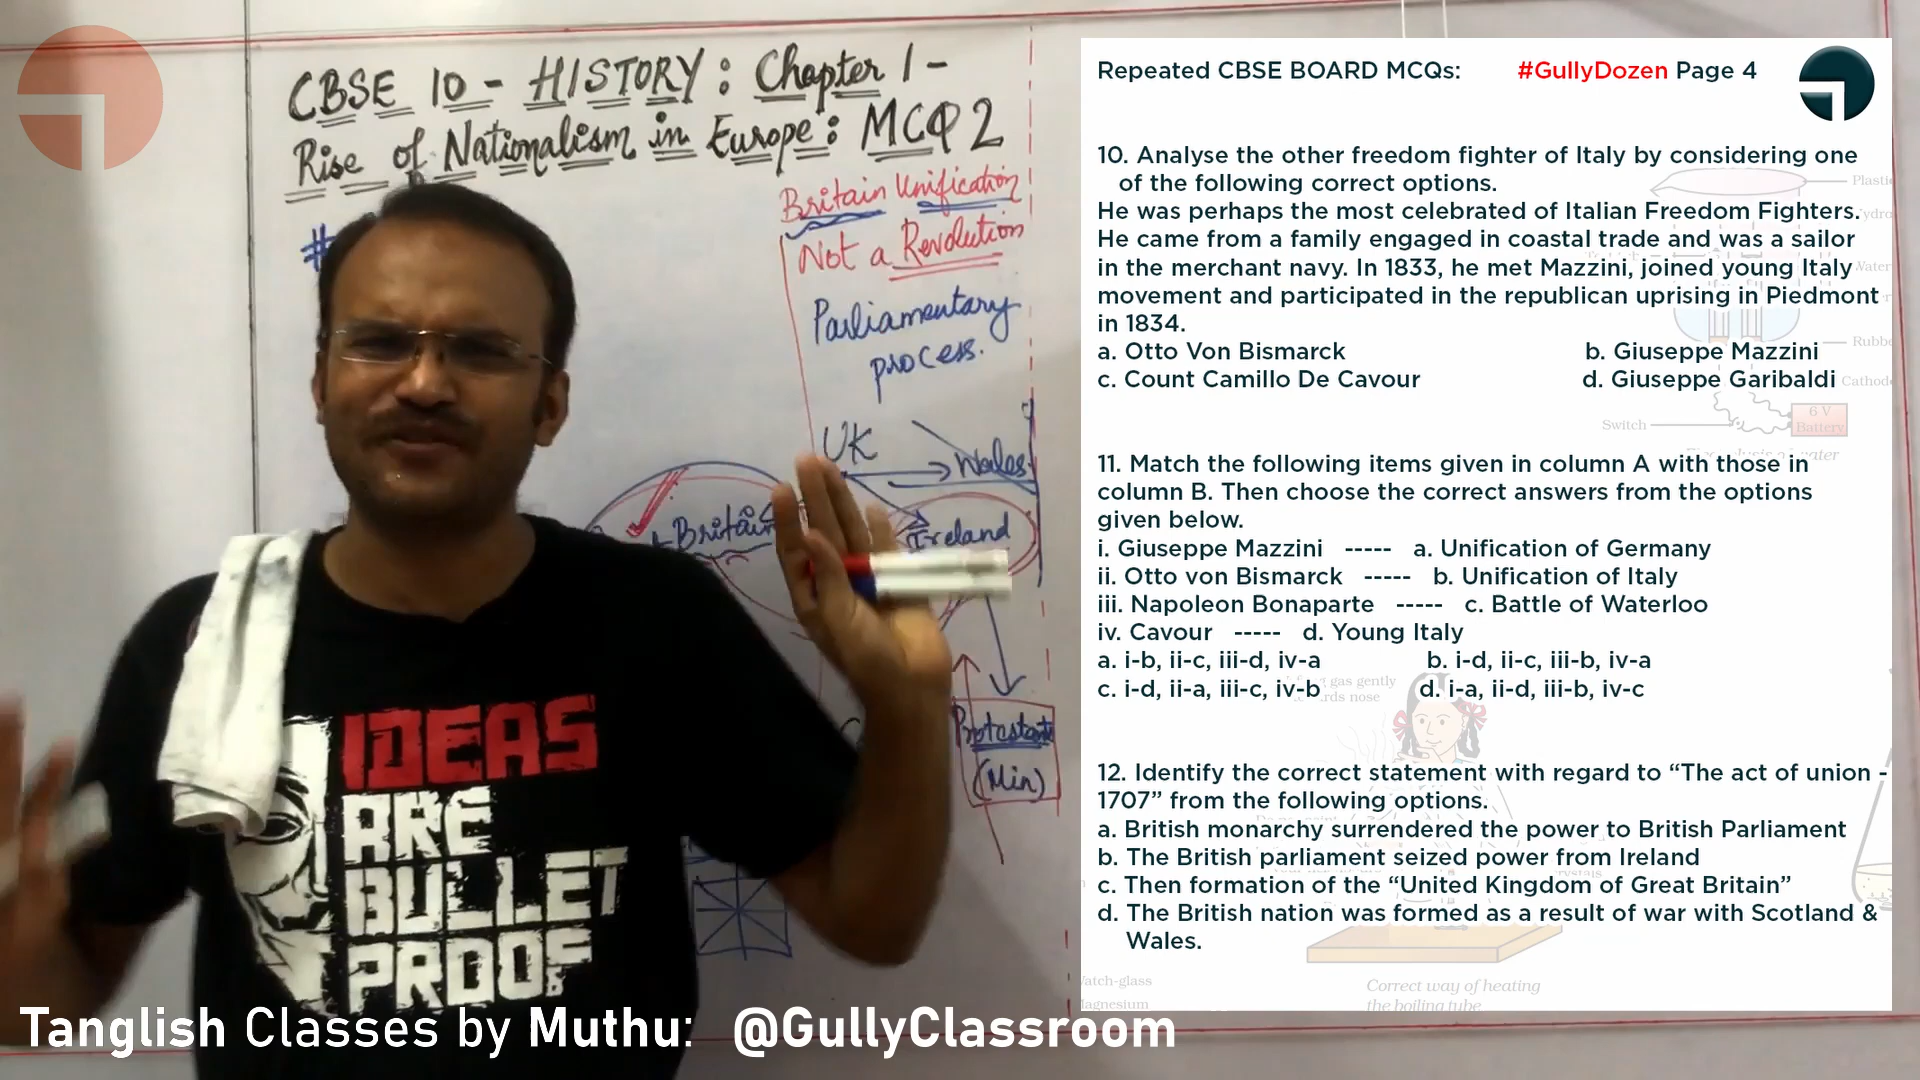 CBSE 10 - HISTORY : Chapter 1 -
Rise of Nationalism in Europe : MCQ 2
#
Britain Unification
Not a Revolution
Parliamentary
process.
UK
Wales
Britain
Ireland
Protestants
(Min)
IDEAS
ARE
BULLET
PROOF
Tanglish Classes by Muthu: @GullyClassroom
Repeated CBSE BOARD MCQs: #GullyDozen Page 4
10. Analyse the other freedom fighter of Italy by considering one
of the following correct options.
He was perhaps the most celebrated of Italian Freedom Fighters.
He came from a family engaged in coastal trade and was a sailor
in the merchant navy. In 1833, he met Mazzini, joined young Italy
movement and participated in the republican uprising in Piedmont
in 1834.
a. Otto Von Bismarck b. Giuseppe Mazzini
c. Count Camillo De Cavour d. Giuseppe Garibaldi
11. Match the following items given in column A with those in
column B. Then choose the correct answers from the options
given below.
i. Giuseppe Mazzini ----- a. Unification of Germany
ii. Otto von Bismarck ----- b. Unification of Italy
iii. Napoleon Bonaparte ----- c. Battle of Waterloo
iv. Cavour ----- d. Young Italy
a. i-b, ii-c, iii-d, iv-a b. i-d, ii-c, iii-b, iv-a
c. i-d, ii-a, iii-c, iv-b d. i-a, ii-d, iii-b, iv-c
12. Identify the correct statement with regard to “The act of union -
1707” from the following options.
a. British monarchy surrendered the power to British Parliament
b. The British parliament seized power from Ireland
c. Then formation of the “United Kingdom of Great Britain”
d. The British nation was formed as a result of war with Scotland &
Wales.
Switch
6 V
Battery
Correct way of heating
the boiling tube